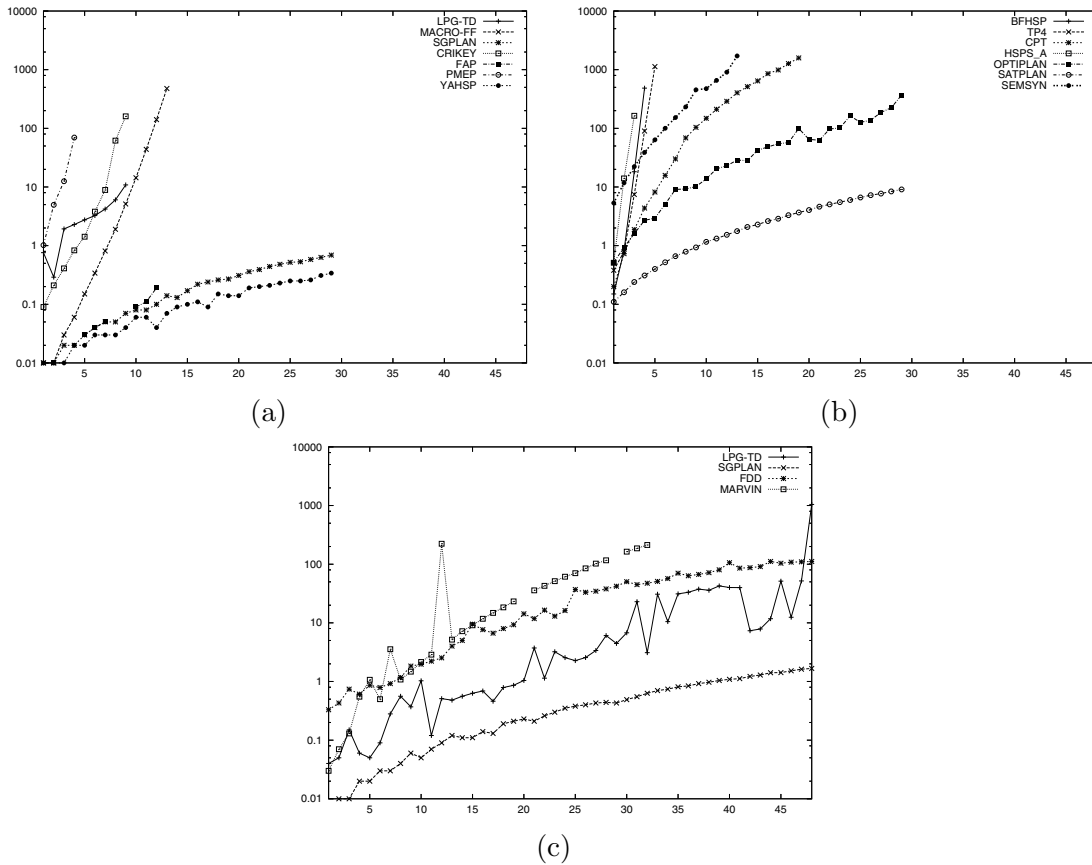 LPG-TD
MACRO-FF
SGPLAN
CRIKEY
FAP
PMEP
YAHSP
10000
1000
100
10
1
0.1
0.01
5 10 15 20 25 30 35 40 45
(a)
BFHSP
TP4
CPT
HSPS_A
OPTIPLAN
SATPLAN
SEMSYN
10000
1000
100
10
1
0.1
0.01
5 10 15 20 25 30 35 40 45
(b)
LPG-TD
SGPLAN
FDD
MARVIN
10000
1000
100
10
1
0.1
0.01
5 10 15 20 25 30 35 40 45
(c)